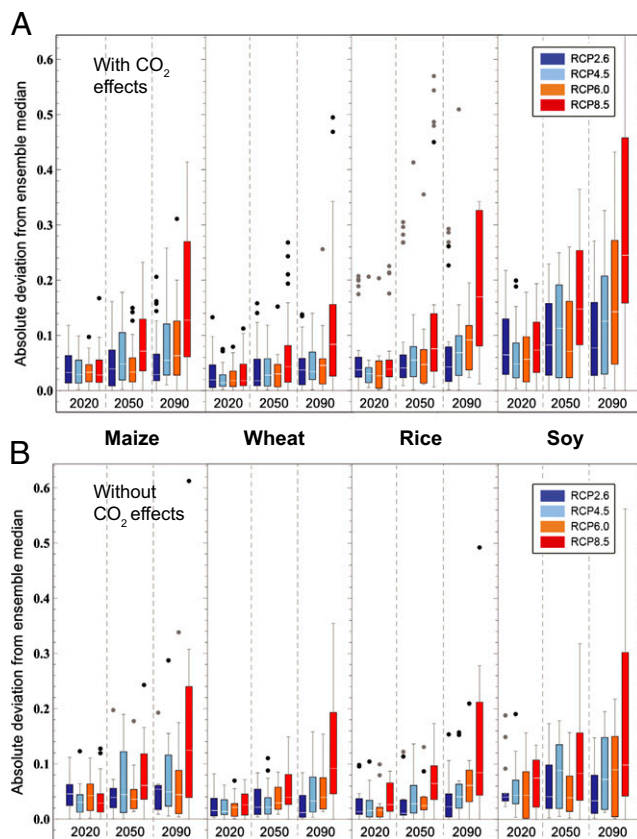 A
With CO2 effects
Absolute deviation from ensemble median
0.6
0.5
0.4
0.3
0.2
0.1
0.0
RCP2.6
RCP4.5
RCP6.0
RCP8.5
2020 2050 2090 2020 2050 2090 2020 2050 2090 2020 2050 2090
Maize Wheat Rice Soy
B
Without CO2 effects
Absolute deviation from ensemble median
0.6
0.5
0.4
0.3
0.2
0.1
0.0
RCP2.6
RCP4.5
RCP6.0
RCP8.5
2020 2050 2090 2020 2050 2090 2020 2050 2090 2020 2050 2090